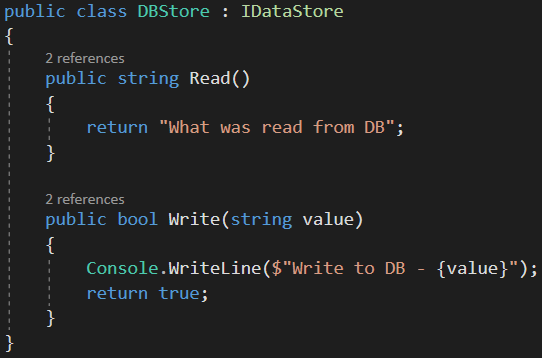 public class DBStore : IDataStore
{
2 references
public string Read()
{
return "What was read from DB";
}
2 references
public bool Write(string value)
{
Console.WriteLine($"Write to DB - {value}");
return true;
}
}